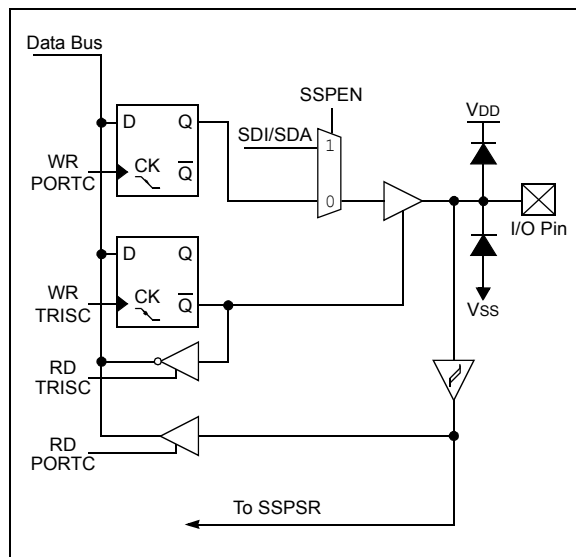 Data Bus
SSPEN
VDD
D Q
SDI/SDA
1
WR
PORTC
CK Q
0
I/O Pin
D Q
VSS
WR
TRISC
CK Q
RD
TRISC
RD
PORTC
To SSPSR